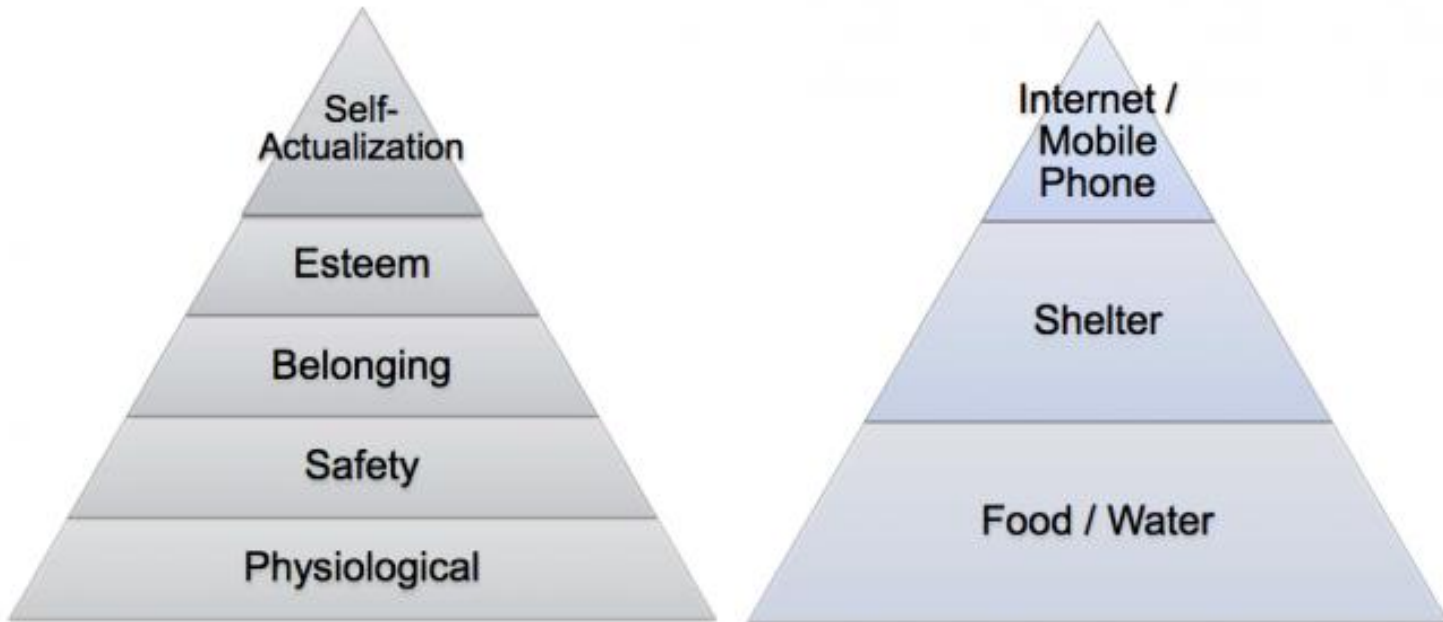 Self-
Actualization
Esteem
Belonging
Safety
Physiological
Internet /
Mobile
Phone
Shelter
Food / Water